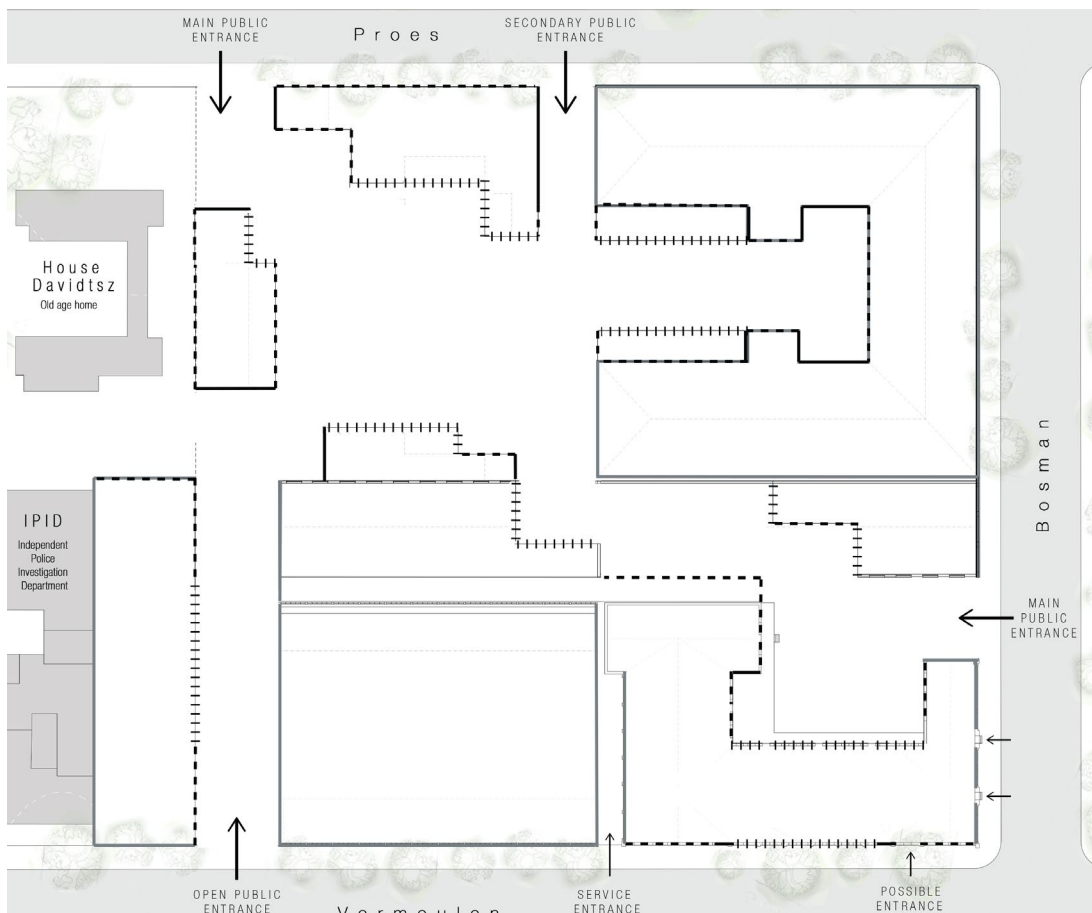 MAIN PUBLIC
ENTRANCE
Proes
SECONDARY PUBLIC
ENTRANCE
House
Davidtsz
Old age home
Bosman
IPID
Independent
Police
Investigation
Department
MAIN
PUBLIC
ENTRANCE
OPEN PUBLIC
ENTRANCE
Vermeulen
SERVICE
ENTRANCE
POSSIBLE
ENTRANCE